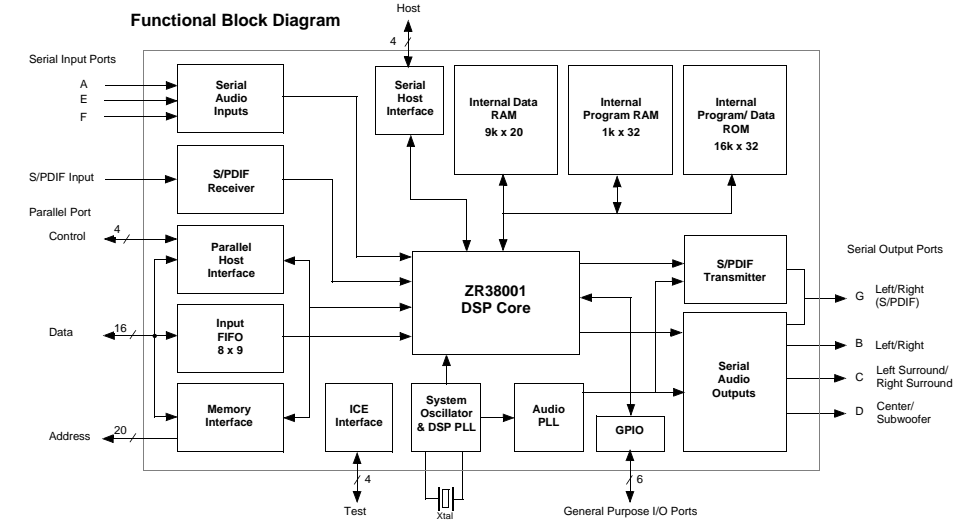 Functional Block Diagram
Host
4
Serial Input Ports
A
E
F
Serial
Audio
Inputs
Serial
Host
Interface
Internal Data
RAM
9k x 20
Internal
Program RAM
1k x 32
Internal
Program/ Data
ROM
16k x 32
S/PDIF Input
S/PDIF
Receiver
Parallel Port
Control
4
Parallel
Host
Interface
ZR38001
DSP Core
S/PDIF
Transmitter
Serial Output Ports
G
Left/Right
(S/PDIF)
Data
16
Input
FIFO
8 x 9
B
Left/Right
Serial
Audio
Outputs
C
Left Surround/
Right Surround
D
Center/
Subwoofer
Memory
Interface
ICE
Interface
System
Oscillator
& DSP PLL
Audio
PLL
GPIO
Address
20
4
6
Test
Xtal
General Purpose I/O Ports